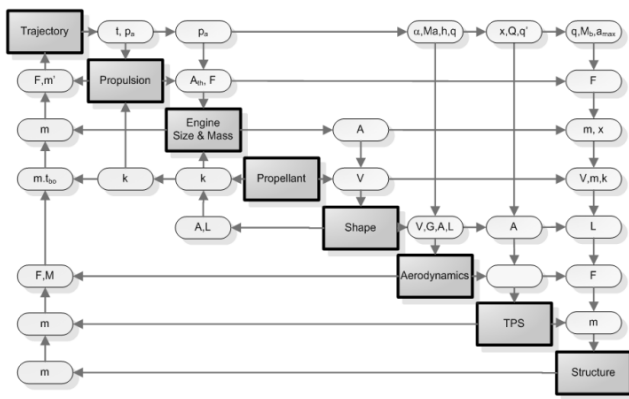 Trajectory
t, pa
pa
α,Ma,h,q
x,Q,q'
q,Mb,amax
F,m'
Propulsion
Ath, F
F
m
Engine
Size & Mass
A
m, x
m.tbo
k
k
Propellant
V
V,m,k
A,L
Shape
V,G,A,L
A
L
F,M
Aerodynamics
F
m
TPS
m
m
Structure